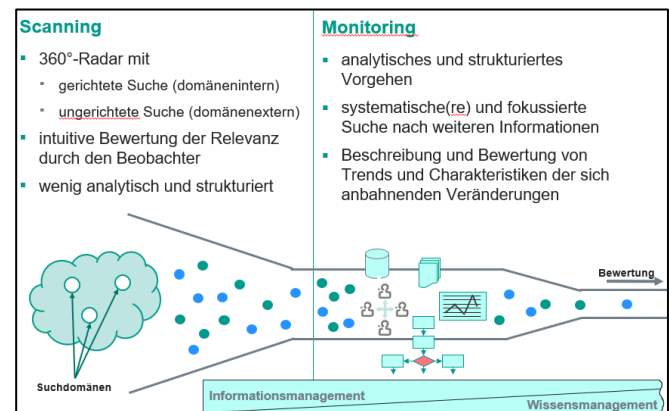 Scanning
360°-Radar mit
gerichtete Suche (domänenintern)
ungerichtete Suche (domänenextern)
intuitive Bewertung der Relevanz
durch den Beobachter
wenig analytisch und strukturiert
Monitoring
analytisches und strukturiertes
Vorgehen
systematische(re) und fokussierte
Suche nach weiteren Informationen
Beschreibung und Bewertung von
Trends und Charakteristiken der sich
anbahnenden Veränderungen
Bewertung
Suchdomänen
Informationsmanagement
Wissensmanagement